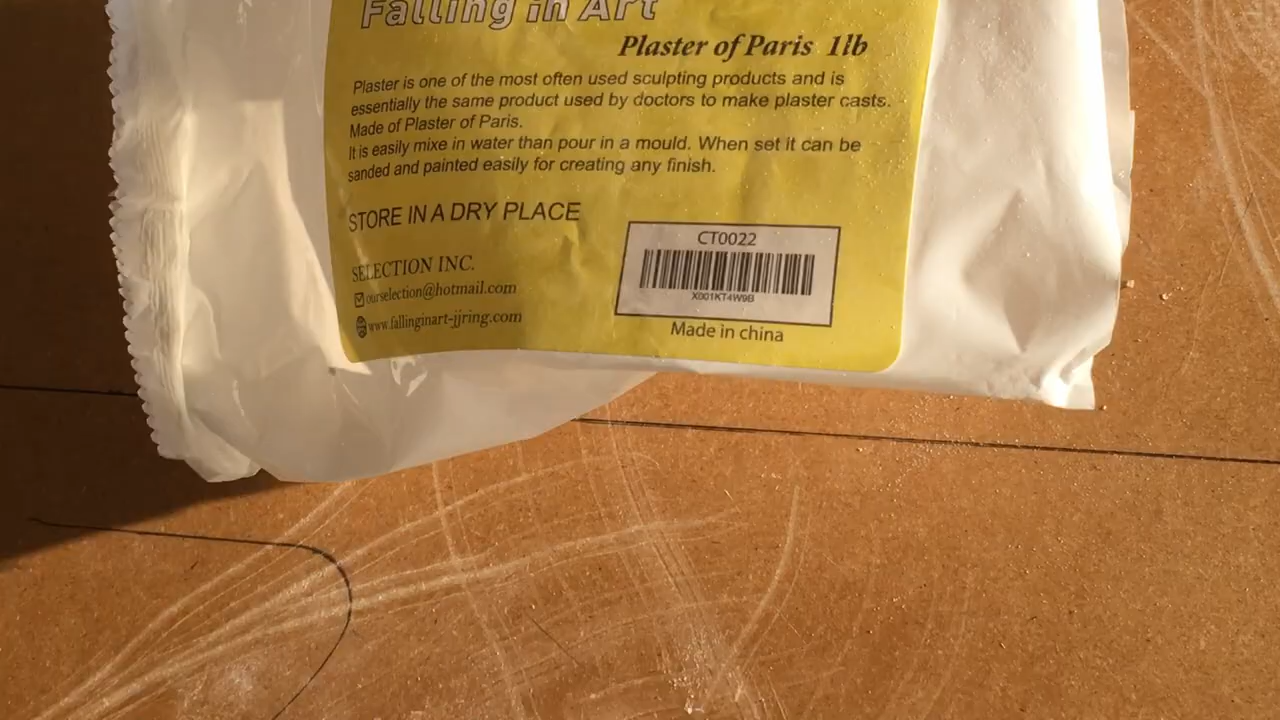 Falling in Art
Plaster of Paris 1lb
Plaster is one of the most often used sculpting products and is
essentially the same product used by doctors to make plaster casts.
Made of Plaster of Paris.
It is easily mixe in water than pour in a mould. When set it can be
sanded and painted easily for creating any finish.
STORE IN A DRY PLACE
SELECTION INC.
ourselection@hotmail.com
www.fallinginart-jjring.com
CT0022
X001KT4W9B
Made in china